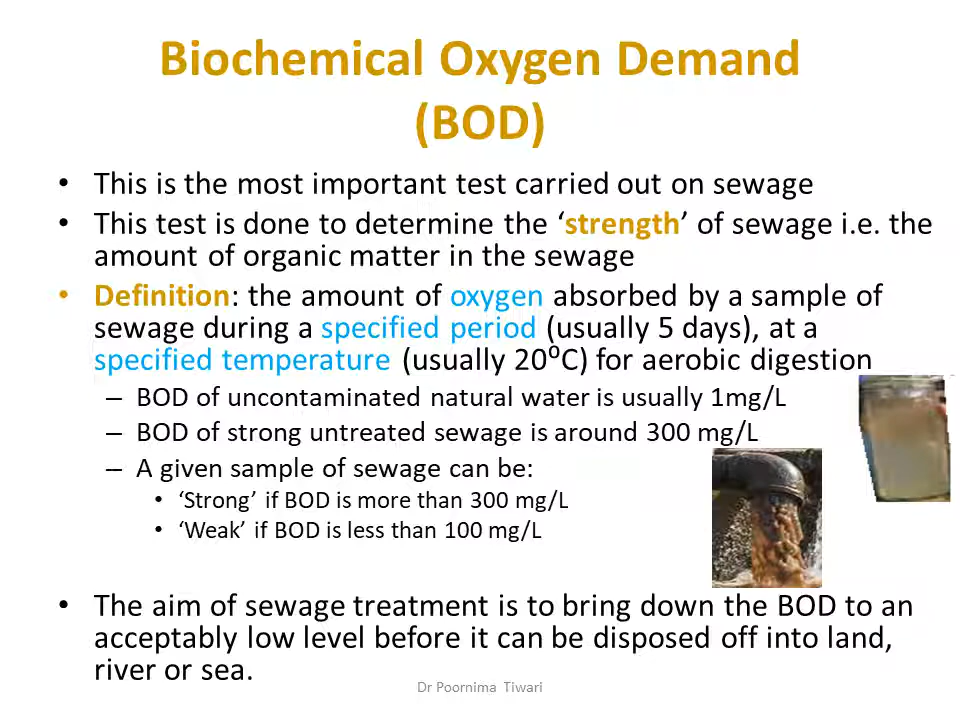 Biochemical Oxygen Demand
(BOD)
• This is the most important test carried out on sewage
• This test is done to determine the ‘strength’ of sewage i.e. the
amount of organic matter in the sewage
• Definition: the amount of oxygen absorbed by a sample of
sewage during a specified period (usually 5 days), at a
specified temperature (usually 20⁰C) for aerobic digestion
– BOD of uncontaminated natural water is usually 1mg/L
– BOD of strong untreated sewage is around 300 mg/L
– A given sample of sewage can be:
• ‘Strong’ if BOD is more than 300 mg/L
• ‘Weak’ if BOD is less than 100 mg/L
• The aim of sewage treatment is to bring down the BOD to an
acceptably low level before it can be disposed off into land,
river or sea.
Dr Poornima Tiwari